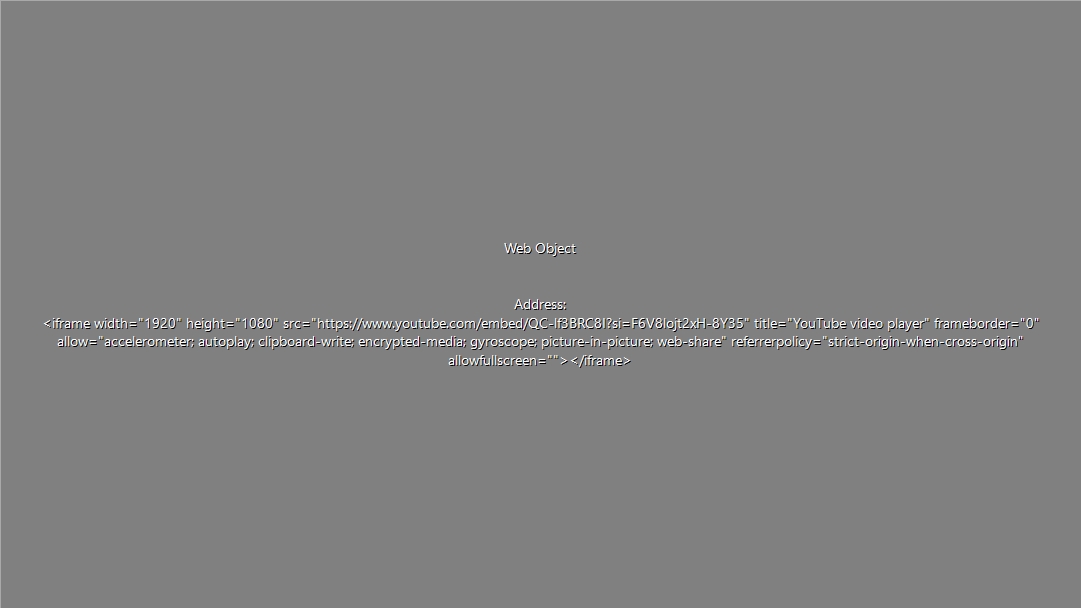 Web Object
Address:
<iframe width="1920" height="1080" src="https://www.youtube.com/embed/QC-lf3BRC8I?si=F6V8lojt2xH-8Y35" title="YouTube video player" frameborder="0"
allow="accelerometer; autoplay; clipboard-write; encrypted-media; gyroscope; picture-in-picture; web-share" referrerpolicy="strict-origin-when-cross-origin"
allowfullscreen=""></iframe>